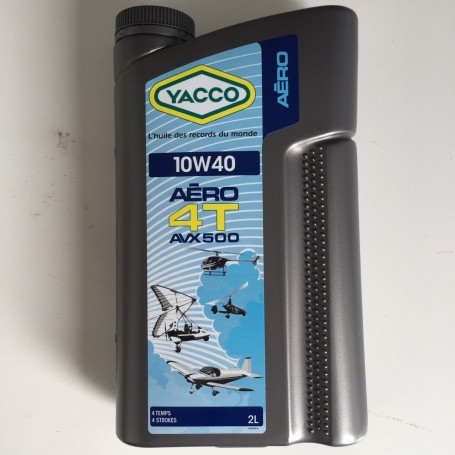 YACCO
L'huile des records du monde
AÉRO
10W40
AÉRO
4T
AVX500
4 TEMPS
4 STROKES
2L